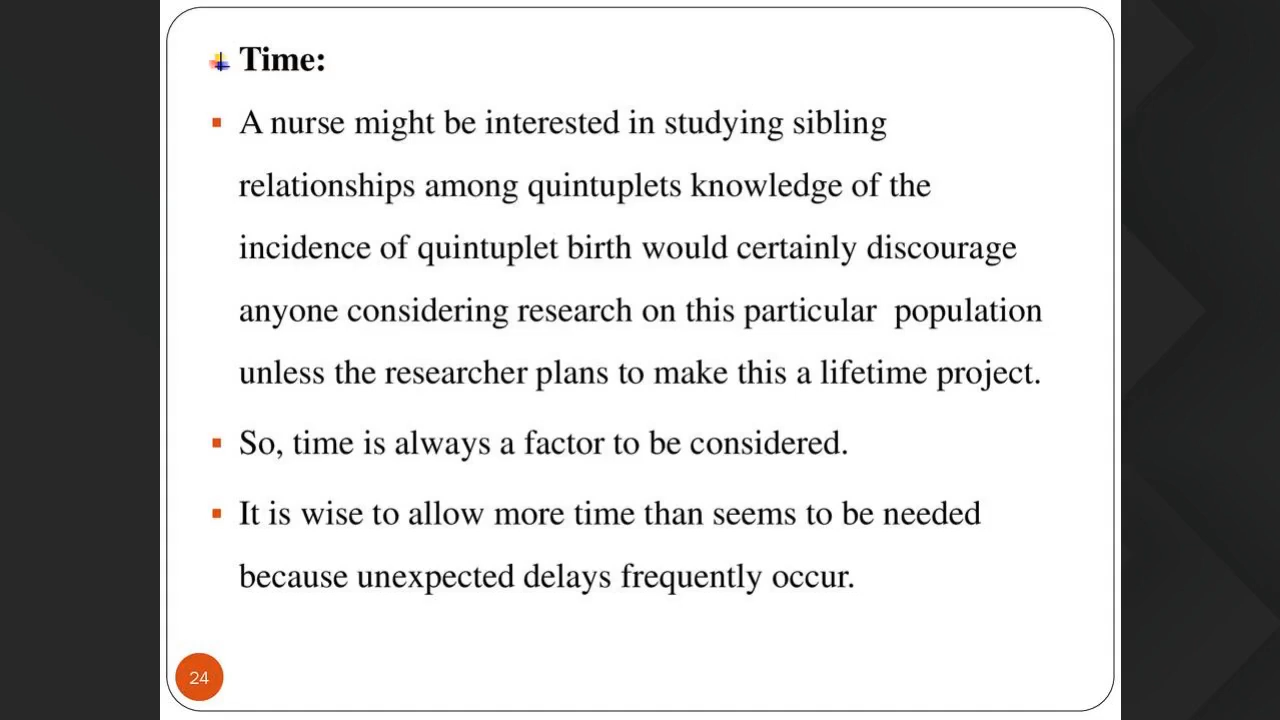 Time:
A nurse might be interested in studying sibling
relationships among quintuplets knowledge of the
incidence of quintuplet birth would certainly discourage
anyone considering research on this particular population
unless the researcher plans to make this a lifetime project.
So, time is always a factor to be considered.
It is wise to allow more time than seems to be needed
because unexpected delays frequently occur.
24